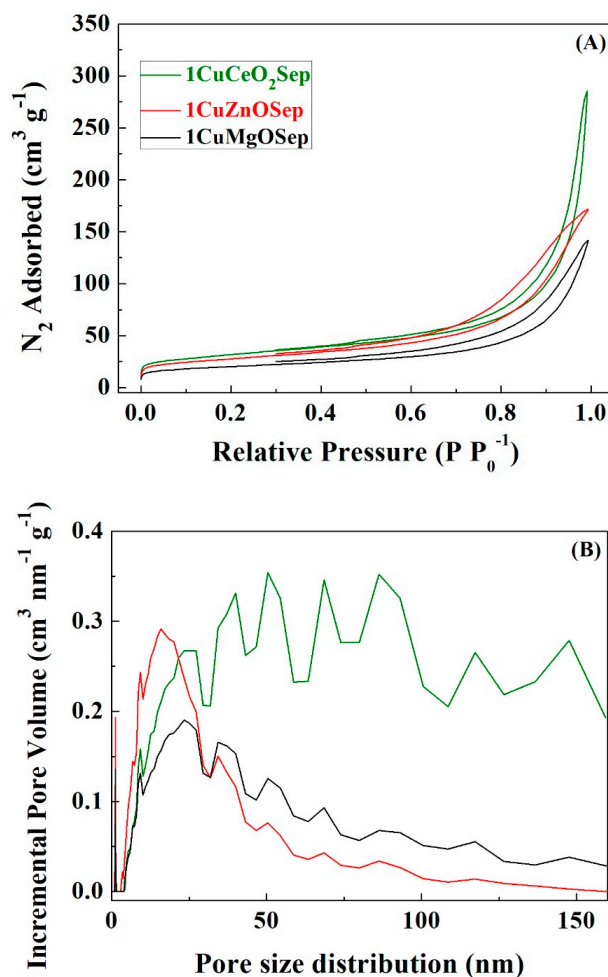 350
(A)
300
1CuCeO₂Sep
250
1CuZnOSep
200
1CuMgOSep
150
100
50
0
N₂ Adsorbed (cm³ g⁻¹)
0.0 0.2 0.4 0.6 0.8 1.0
Relative Pressure (P P₀⁻¹)
0.4
(B)
0.3
0.2
0.1
0.0
Incremental Pore Volume (cm³ nm⁻¹ g⁻¹)
0 50 100 150
Pore size distribution (nm)